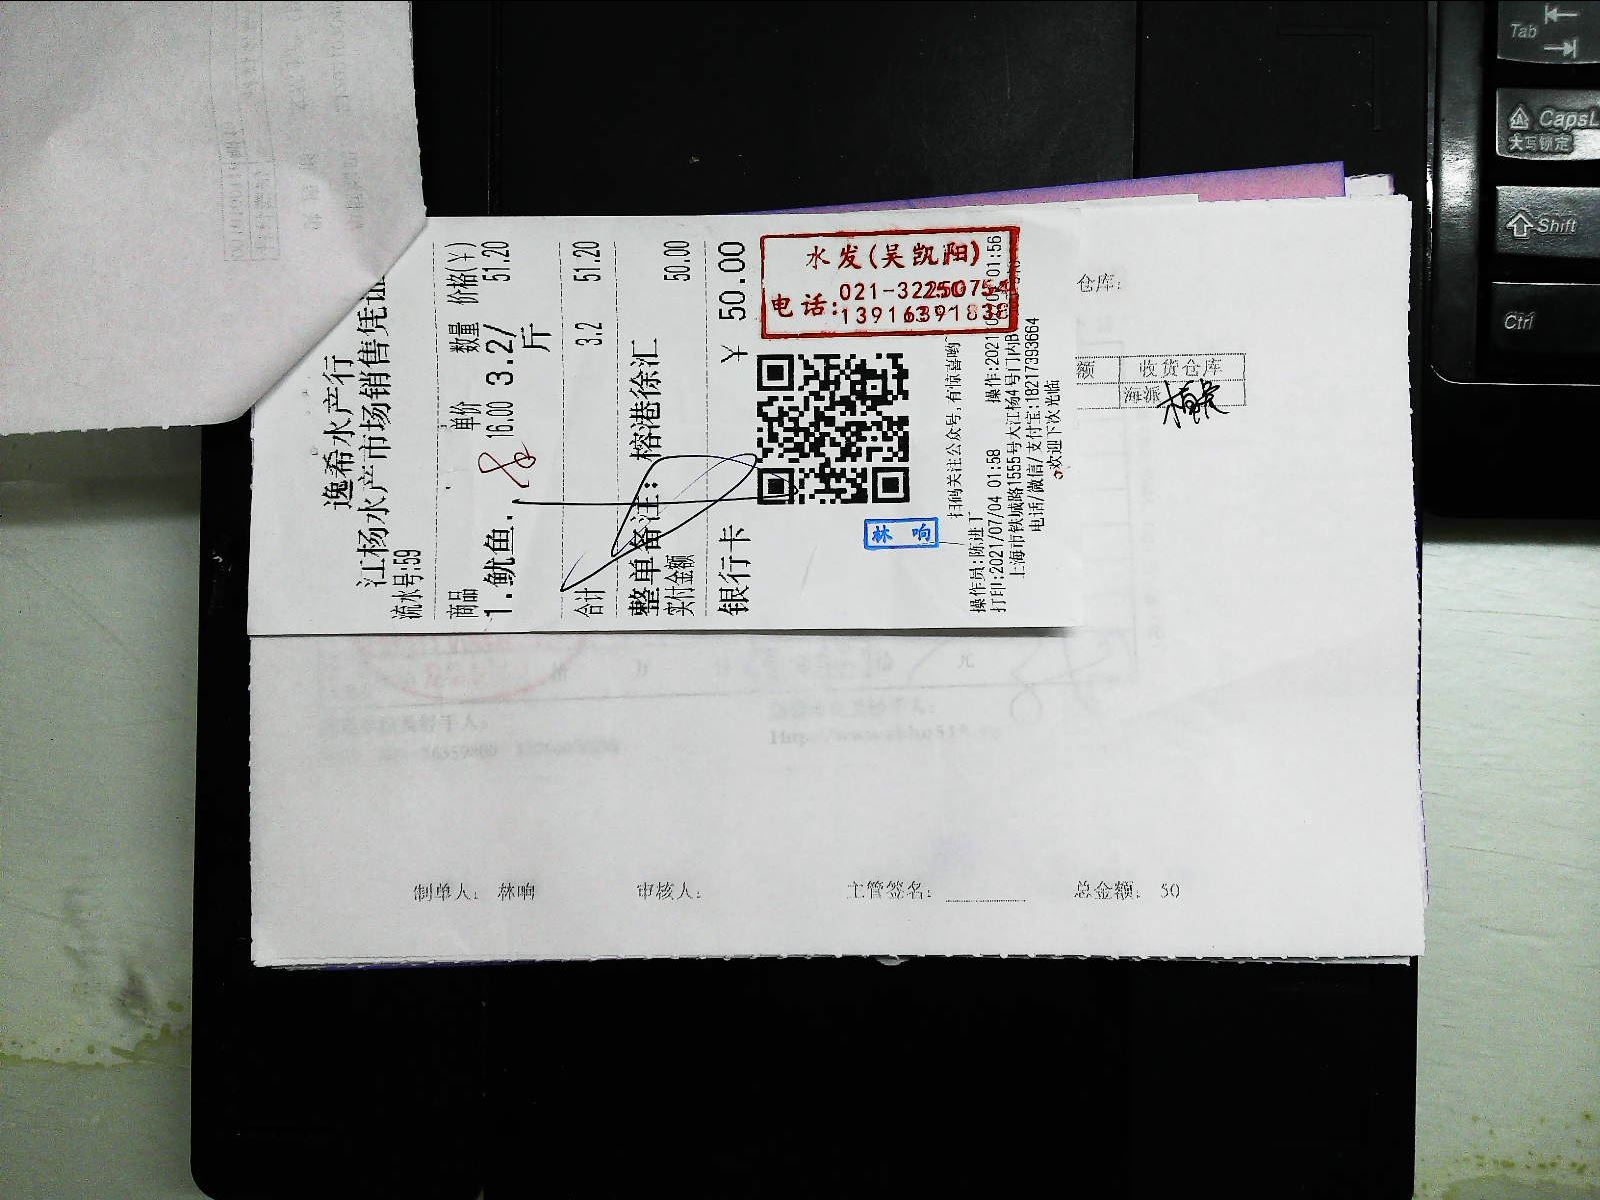 逸希水产行
江杨水产市场销售凭证
流水号:59
商品 单价 数量 价格(¥)
1.鱿鱼. 16.00 3.2/斤 51.20
8
合计 3.2 51.20
整单备注: 榕港徐汇
实付金额 50.00
银行卡 ¥ 50.00
水发(吴凯阳)
电话:
林响
扫码关注公众号,有惊喜哟
操作员:陈进
打印:2021/07/04 01:58 操作:2021 01:56
上海市铁城路1555号大江杨4号门内
电话/微信/支付宝:18217393664
欢迎下次光临
仓库:
额 收货仓库
海派
制单人: 林响 审核人: 主管签名: 总金额: 50
Tab
CapsL
大写锁定
Shift
Ctrl